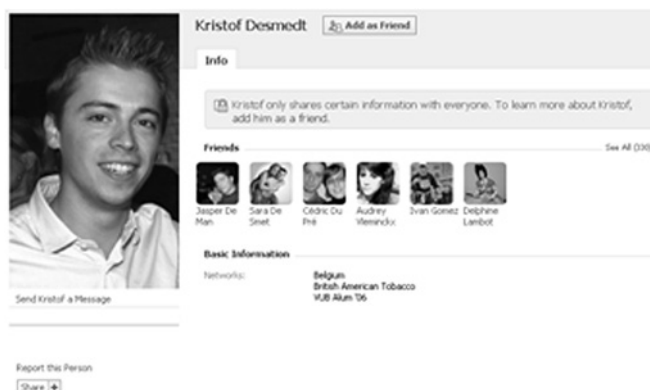 Kristof Desmedt
Add as Friend
Info
Kristof only shares certain information with everyone. To learn more about Kristof,
add him as a friend.
Friends
See All (330)
Jasper De
Man
Sara De
Smet
Cédric Du
Pré
Audrey
Vleminckx
Ivan Gomez
Delphine
Lambot
Basic Information
Networks:
Belgium
British American Tobacco
VUB Alum '06
Send Kristof a Message
Report this Person
Share +